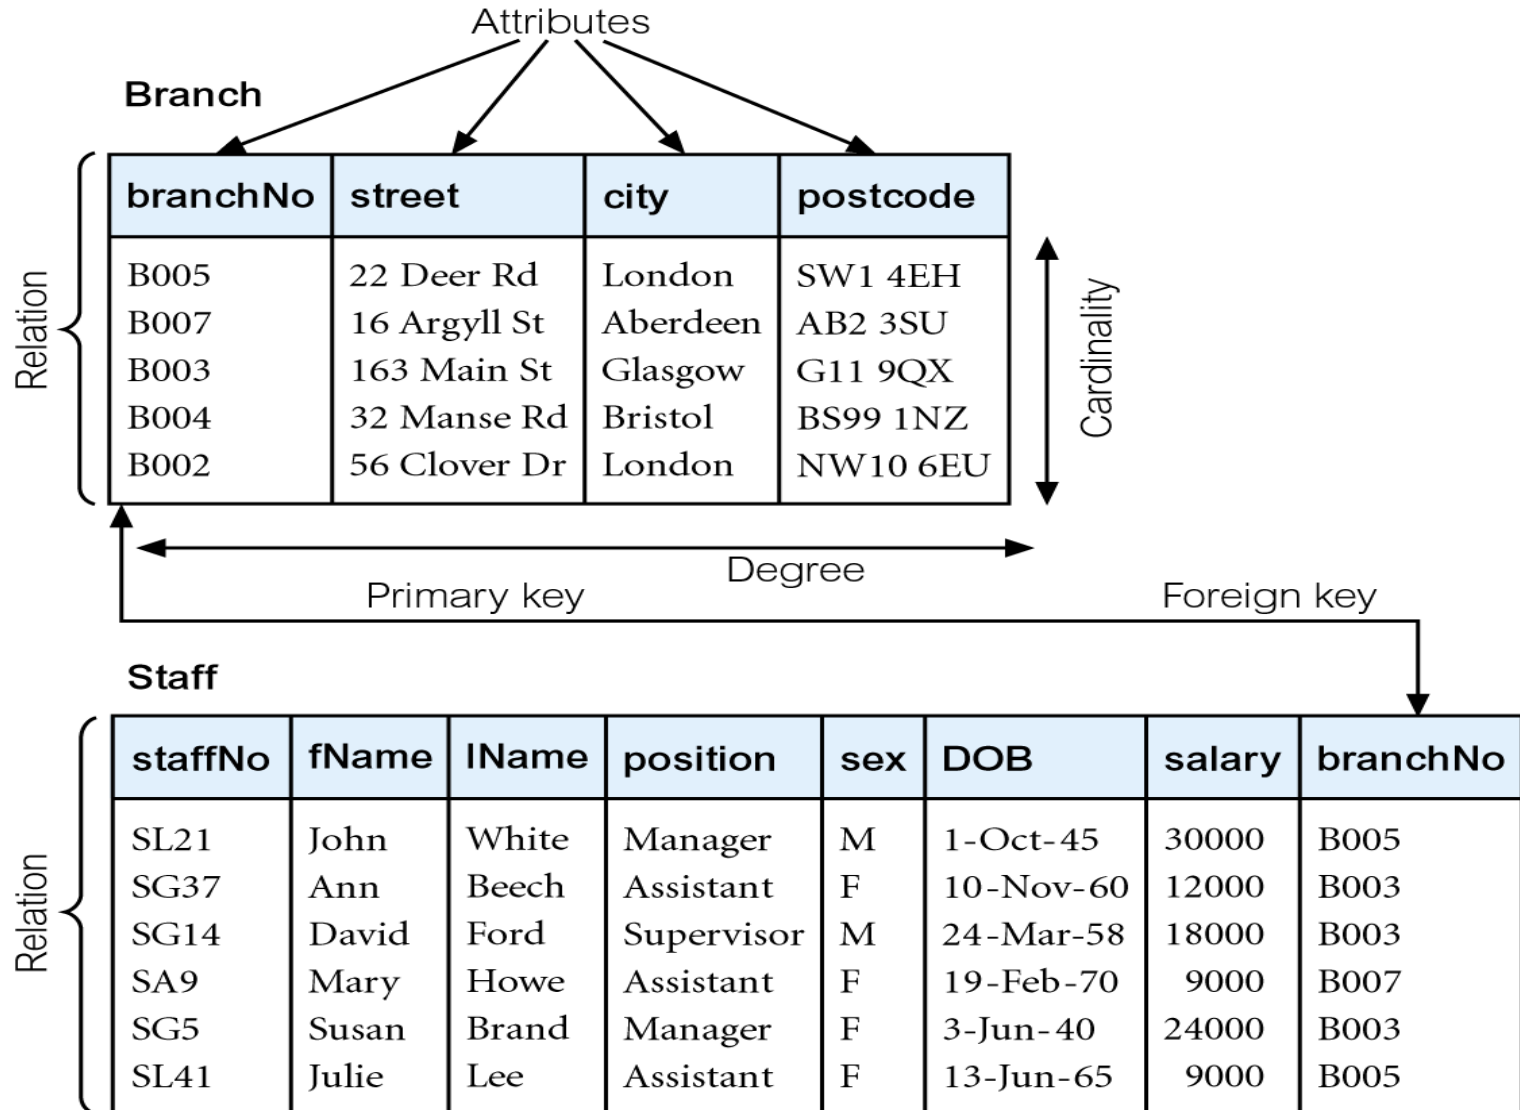 Attributes
Branch
branchNo street city postcode
B005 22 Deer Rd London SW1 4EH
B007 16 Argyll St Aberdeen AB2 3SU
B003 163 Main St Glasgow G11 9QX
B004 32 Manse Rd Bristol BS99 1NZ
B002 56 Clover Dr London NW10 6EU
Relation
Cardinality
Degree
Primary key
Foreign key
Staff
staffNo fName lName position sex DOB salary branchNo
SL21 John White Manager M 1-Oct-45 30000 B005
SG37 Ann Beech Assistant F 10-Nov-60 12000 B003
SG14 David Ford Supervisor M 24-Mar-58 18000 B003
SA9 Mary Howe Assistant F 19-Feb-70 9000 B007
SG5 Susan Brand Manager F 3-Jun-40 24000 B003
SL41 Julie Lee Assistant F 13-Jun-65 9000 B005
Relation